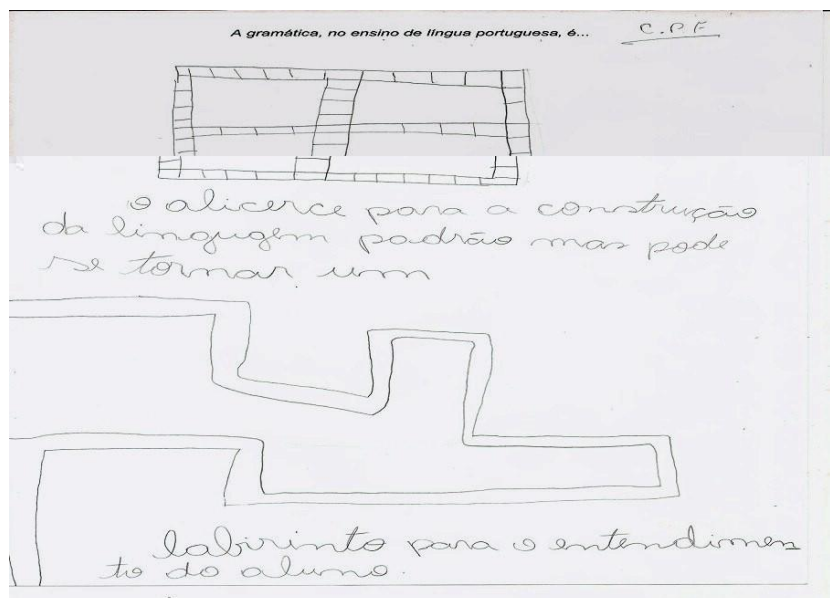 A gramática, no ensino de língua portuguesa, é...
C.P.F
o alicerce para a construção
da lingugem padrão mas pode
se tornar um
labirinto para o entendimen
to do aluno.